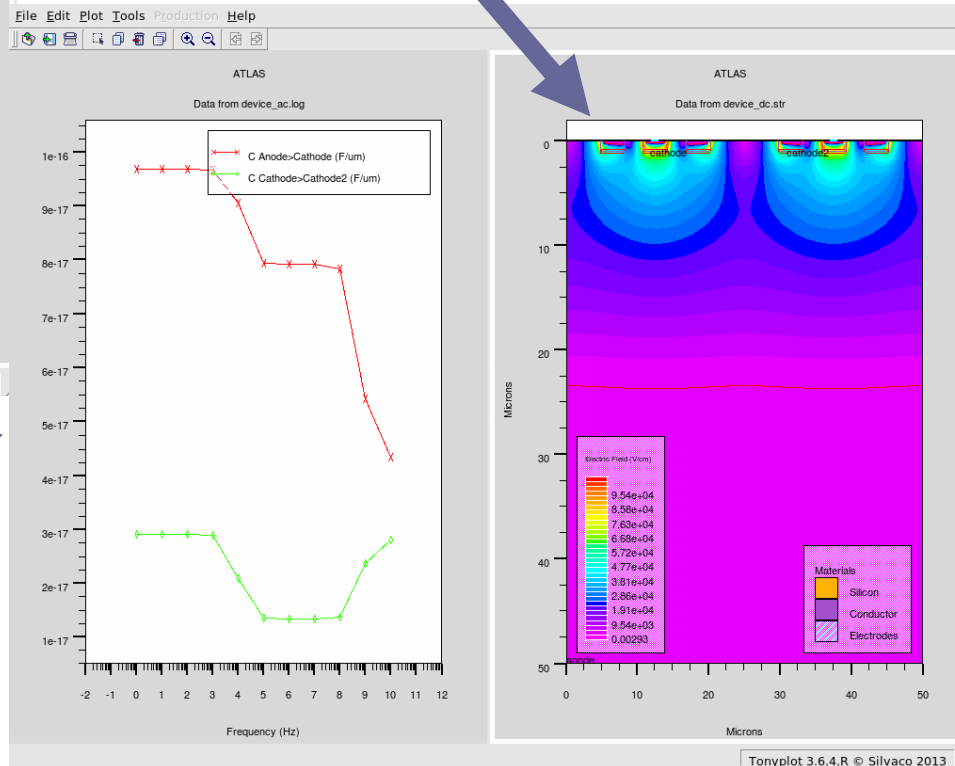 File Edit Plot Tools Production Help
ATLAS
Data from device_ac.log
C Anode>Cathode (F/um)
C Cathode>Cathode2 (F/um)
1e-16
9e-17
8e-17
7e-17
6e-17
5e-17
4e-17
3e-17
2e-17
1e-17
-2 -1 0 1 2 3 4 5 6 7 8 9 10 11 12
Frequency (Hz)
ATLAS
Data from device_dc.str
cathode cathode2
0
10
20
30
40
50
Microns
Electric Field (V/cm)
9.54e+04
8.58e+04
7.63e+04
6.68e+04
5.72e+04
4.77e+04
3.81e+04
2.86e+04
1.91e+04
9.54e+03
0.00293
Materials
Silicon
Conductor
Electrodes
anode
0 10 20 30 40 50
Microns
Tonyplot 3.6.4.R © Silvaco 2013